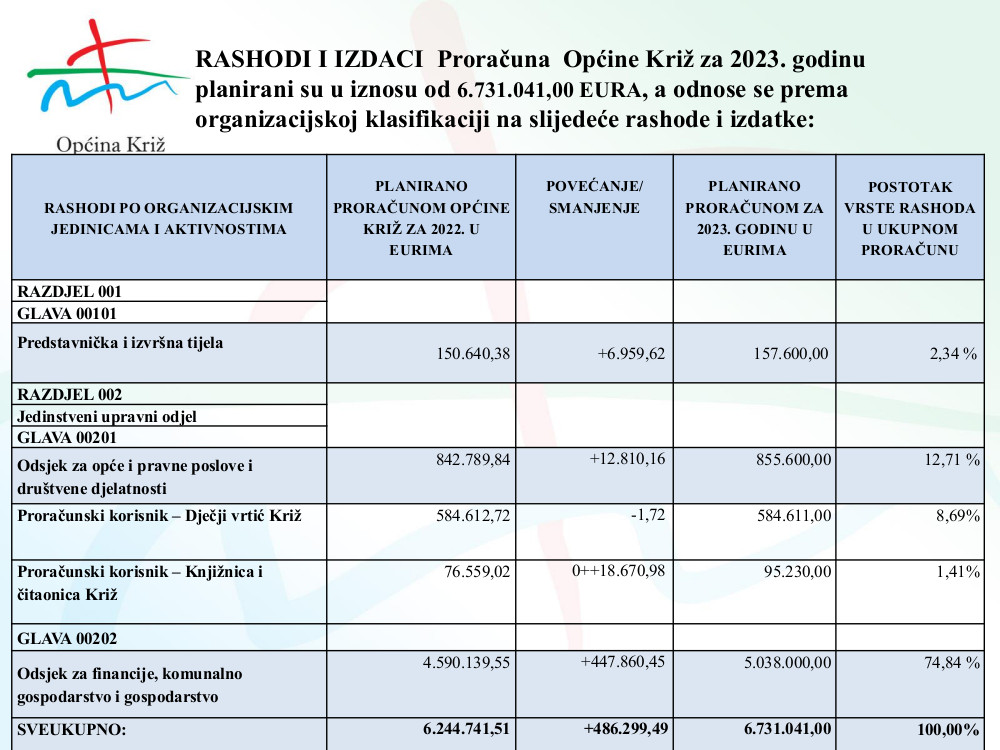 RASHODI I IZDACI Proračuna Općine Križ za 2023. godinu
planirani su u iznosu od 6.731.041,00 EURA, a odnose se prema
organizacijskoj klasifikaciji na slijedeće rashode i izdatke:
Općina Križ
RASHODI PO ORGANIZACIJSKIM
JEDINICAMA I AKTIVNOSTIMA
PLANIRANO
PRORAČUNOM OPĆINE
KRIŽ ZA 2022. U
EURIMA
POVEĆANJE/
SMANJENJE
PLANIRANO
PRORAČUNOM ZA
2023. GODINU U
EURIMA
POSTOTAK
VRSTE RASHODA
U UKUPNOM
PRORAČUNU
RAZDJEL 001
GLAVA 00101
Predstavnička i izvršna tijela 150.640,38 +6.959,62 157.600,00 2,34 %
RAZDJEL 002
Jedinstveni upravni odjel
GLAVA 00201
Odsjek za opće i pravne poslove i
društvene djelatnosti
842.789,84 +12.810,16 855.600,00 12,71 %
Proračunski korisnik – Dječji vrtić Križ 584.612,72 -1,72 584.611,00 8,69%
Proračunski korisnik – Knjižnica i
čitaonica Križ
76.559,02 0++18.670,98 95.230,00 1,41%
GLAVA 00202
Odsjek za financije, komunalno
gospodarstvo i gospodarstvo
4.590.139,55 +447.860,45 5.038.000,00 74,84 %
SVEUKUPNO: 6.244.741,51 +486.299,49 6.731.041,00 100,00%